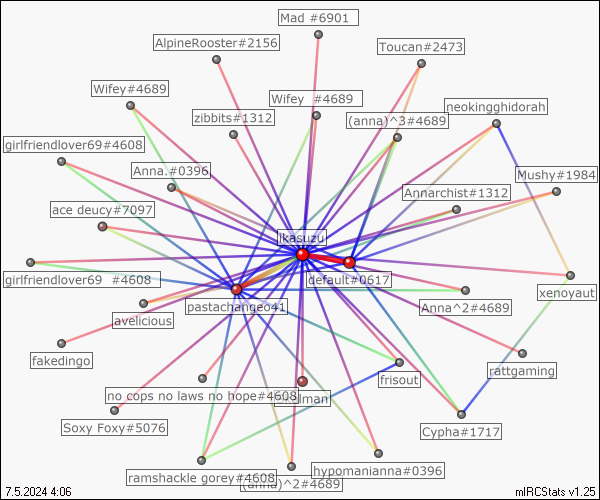 Mad #6901
AlpineRooster#2156
Toucan#2473
Wifey#4689
Wifey  #4689
neokingghidorah
zibbits#1312
(anna)^3#4689
girlfriendlover69#4608
Anna.#0396
Mushy#1984
Annarchist#1312
ace deucy#7097
ikasuzu
girlfriendlover69  #4608
default#0617
xenoyaut
pastachangeo41
Anna^2#4689
avelicious
fakedingo
rattgaming
frisout
no cops no laws no hope#4608
Soxy Foxy#5076
Cypha#1717
ramshackle gorey#4608
hypomanianna#0396
(anna)^2#4689
7.5.2024 4:06
mIRCStats v1.25